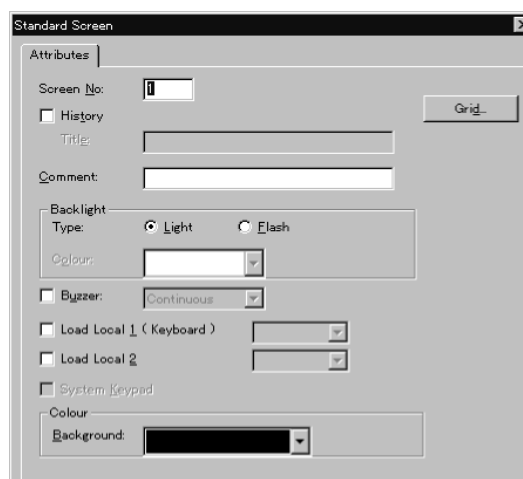 Standard Screen
Attributes
Screen No: 1
Grid...
History
Title:
Comment:
Backlight
Type: Light Flash
Colour:
Buzzer: Continuous
Load Local 1 ( Keyboard )
Load Local 2
System Keypad
Colour
Background: